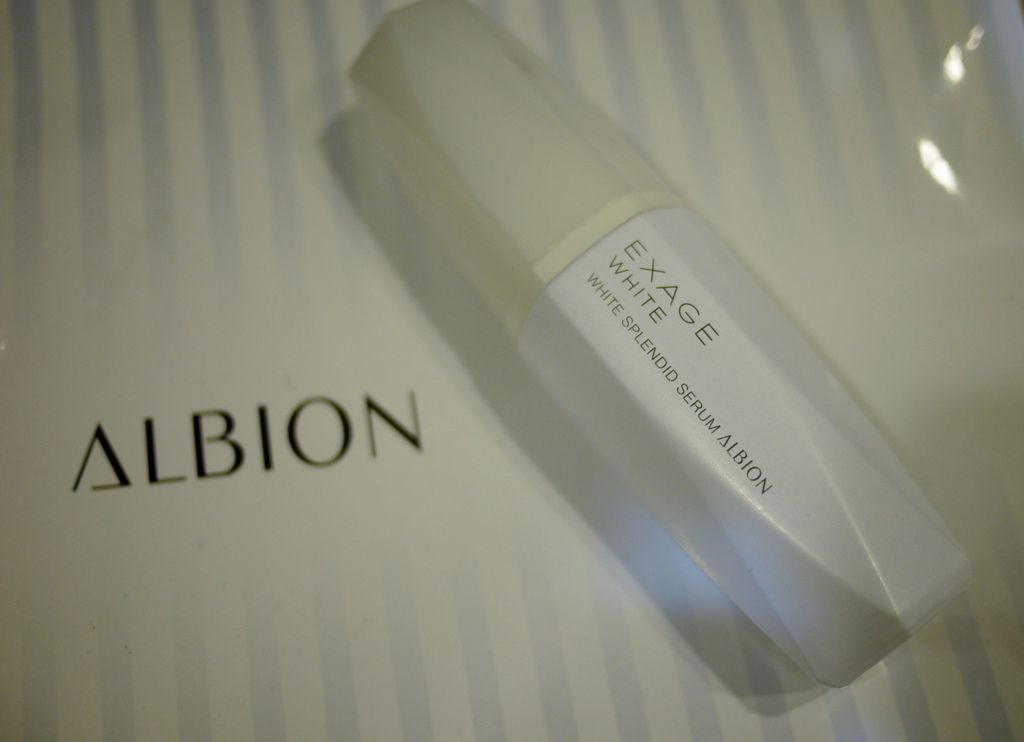 EXAGE
WHITE
WHITE SPLENDID SERUM ALBION
ALBION